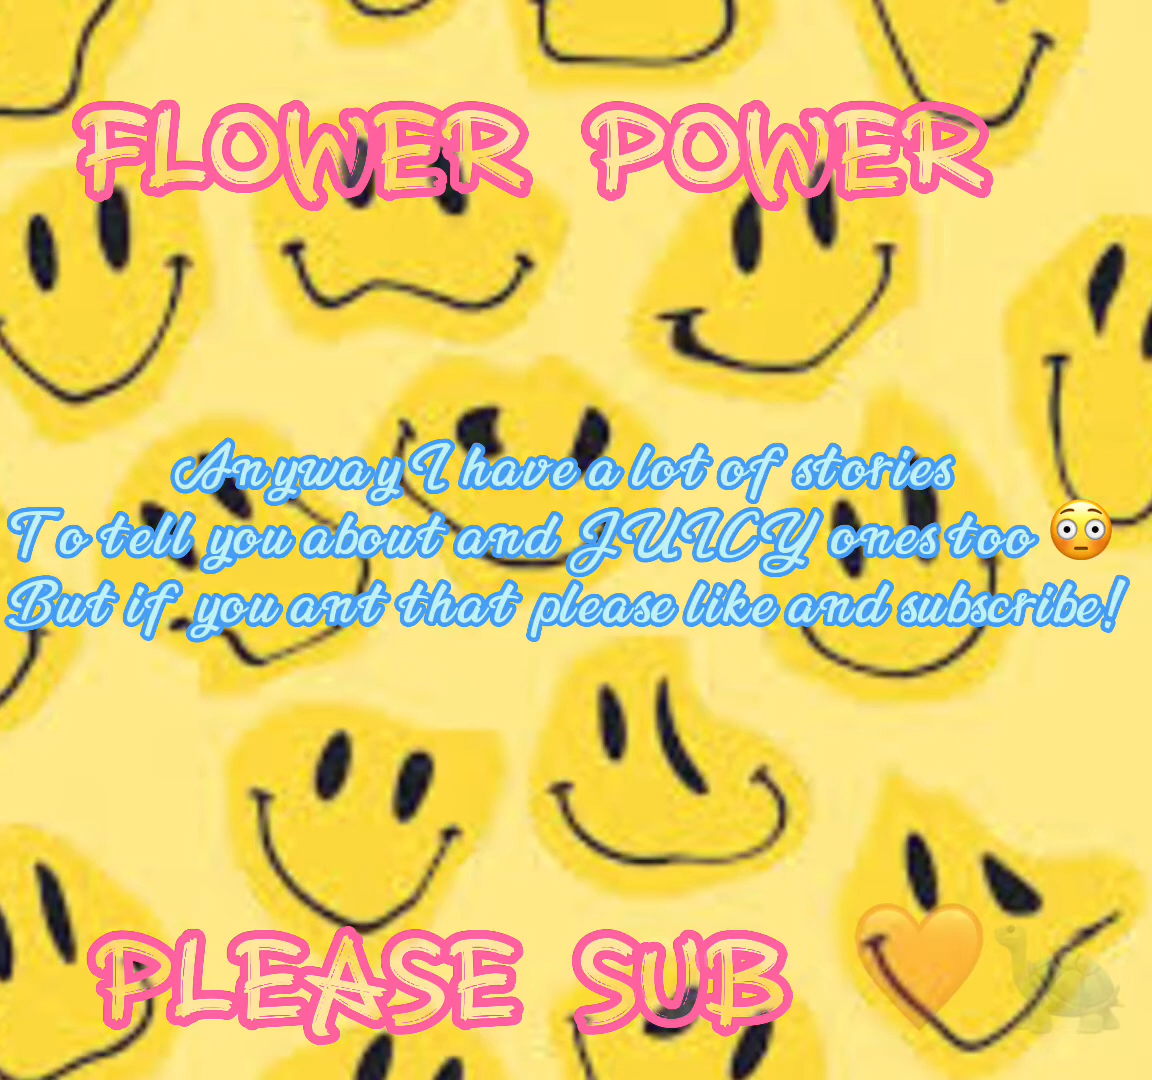 FLOWER POWER
Anyway I have a lot of stories
To tell you about and JUICY ones too 😳
But if you ant that please like and subscribe!
PLEASE SUB 🧡🐢